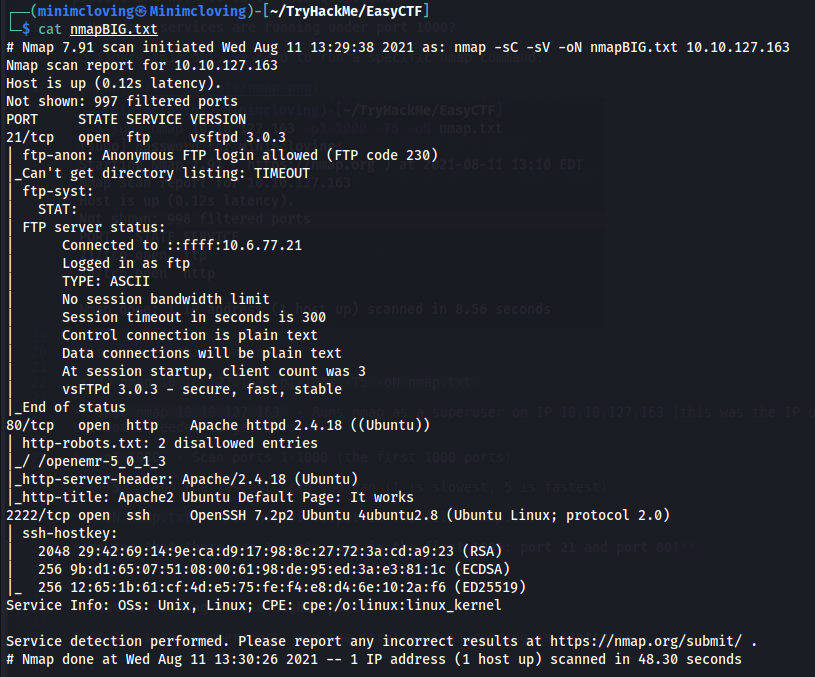 ┌──(minimcloving㉿Minimcloving)-[~/TryHackMe/EasyCTF]
└─$ cat nmapBIG.txt
# Nmap 7.91 scan initiated Wed Aug 11 13:29:38 2021 as: nmap -sC -sV -oN nmapBIG.txt 10.10.127.163
Nmap scan report for 10.10.127.163
Host is up (0.12s latency).
Not shown: 997 filtered ports
PORT     STATE SERVICE VERSION
21/tcp   open  ftp     vsftpd 3.0.3
| ftp-anon: Anonymous FTP login allowed (FTP code 230)
|_Can't get directory listing: TIMEOUT
| ftp-syst:
|   STAT:
| FTP server status:
|      Connected to ::ffff:10.6.77.21
|      Logged in as ftp
|      TYPE: ASCII
|      No session bandwidth limit
|      Session timeout in seconds is 300
|      Control connection is plain text
|      Data connections will be plain text
|      At session startup, client count was 3
|      vsFTPd 3.0.3 - secure, fast, stable
|_End of status
80/tcp   open  http    Apache httpd 2.4.18 ((Ubuntu))
| http-robots.txt: 2 disallowed entries
|_/ /openemr-5_0_1_3
|_http-server-header: Apache/2.4.18 (Ubuntu)
|_http-title: Apache2 Ubuntu Default Page: It works
2222/tcp open  ssh     OpenSSH 7.2p2 Ubuntu 4ubuntu2.8 (Ubuntu Linux; protocol 2.0)
| ssh-hostkey:
|   2048 29:42:69:14:9e:ca:d9:17:98:8c:27:72:3a:cd:a9:23 (RSA)
|   256 9b:d1:65:07:51:08:00:61:98:de:95:ed:3a:e3:81:1c (ECDSA)
|_  256 12:65:1b:61:cf:4d:e5:75:fe:f4:e8:d4:6e:10:2a:f6 (ED25519)
Service Info: OSs: Unix, Linux; CPE: cpe:/o:linux:linux_kernel

Service detection performed. Please report any incorrect results at https://nmap.org/submit/ .
# Nmap done at Wed Aug 11 13:30:26 2021 -- 1 IP address (1 host up) scanned in 48.30 seconds